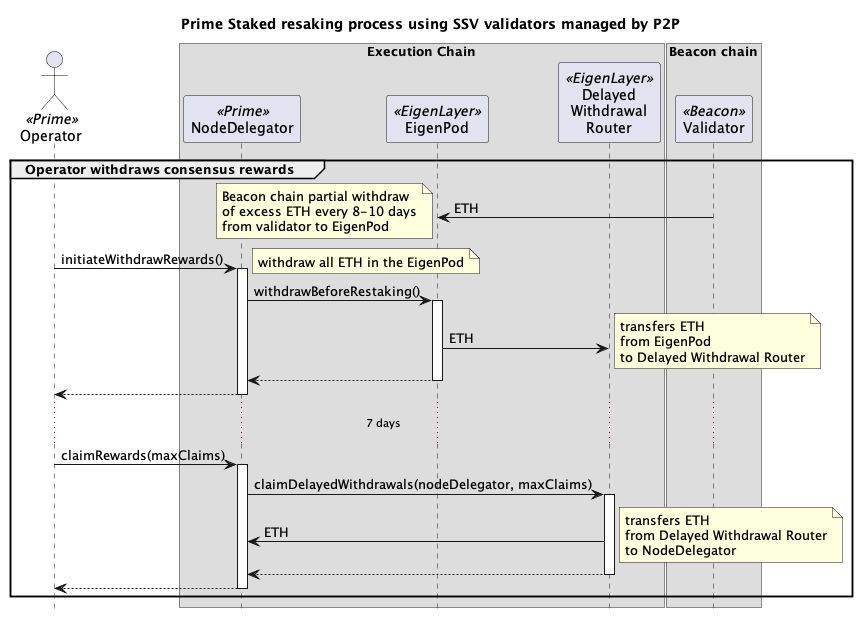 Prime Staked resaking process using SSV validators managed by P2P
Execution Chain
Beacon chain
«Prime»
Operator
«Prime»
NodeDelegator
«EigenLayer»
EigenPod
«EigenLayer»
Delayed
Withdrawal
Router
«Beacon»
Validator
Operator withdraws consensus rewards
Beacon chain partial withdraw
of excess ETH every 8-10 days
from validator to EigenPod
ETH
initiateWithdrawRewards()
withdraw all ETH in the EigenPod
withdrawBeforeRestaking()
ETH
transfers ETH
from EigenPod
to Delayed Withdrawal Router
7 days
claimRewards(maxClaims)
claimDelayedWithdrawals(nodeDelegator, maxClaims)
ETH
transfers ETH
from Delayed Withdrawal Router
to NodeDelegator